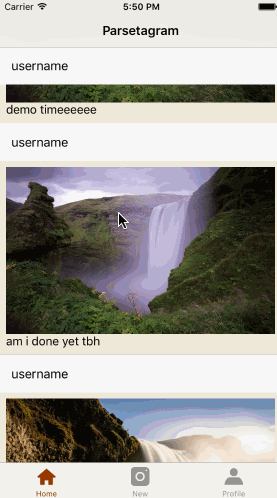 Carrier 5:50 PM
Parsetagram
username
demo timeeeeee
username
am i done yet tbh
username
Home New Profile